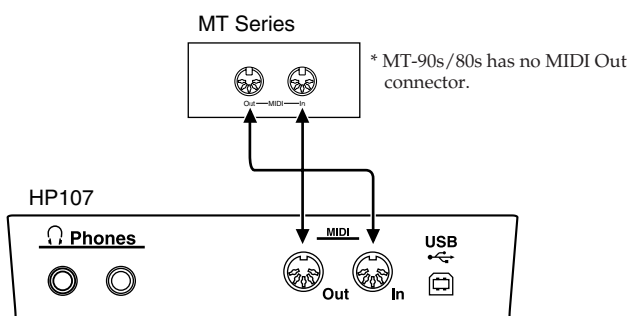 MT Series
* MT-90s/80s has no MIDI Out
connector.
Out MIDI In
HP107
Phones
MIDI
USB
Out
In